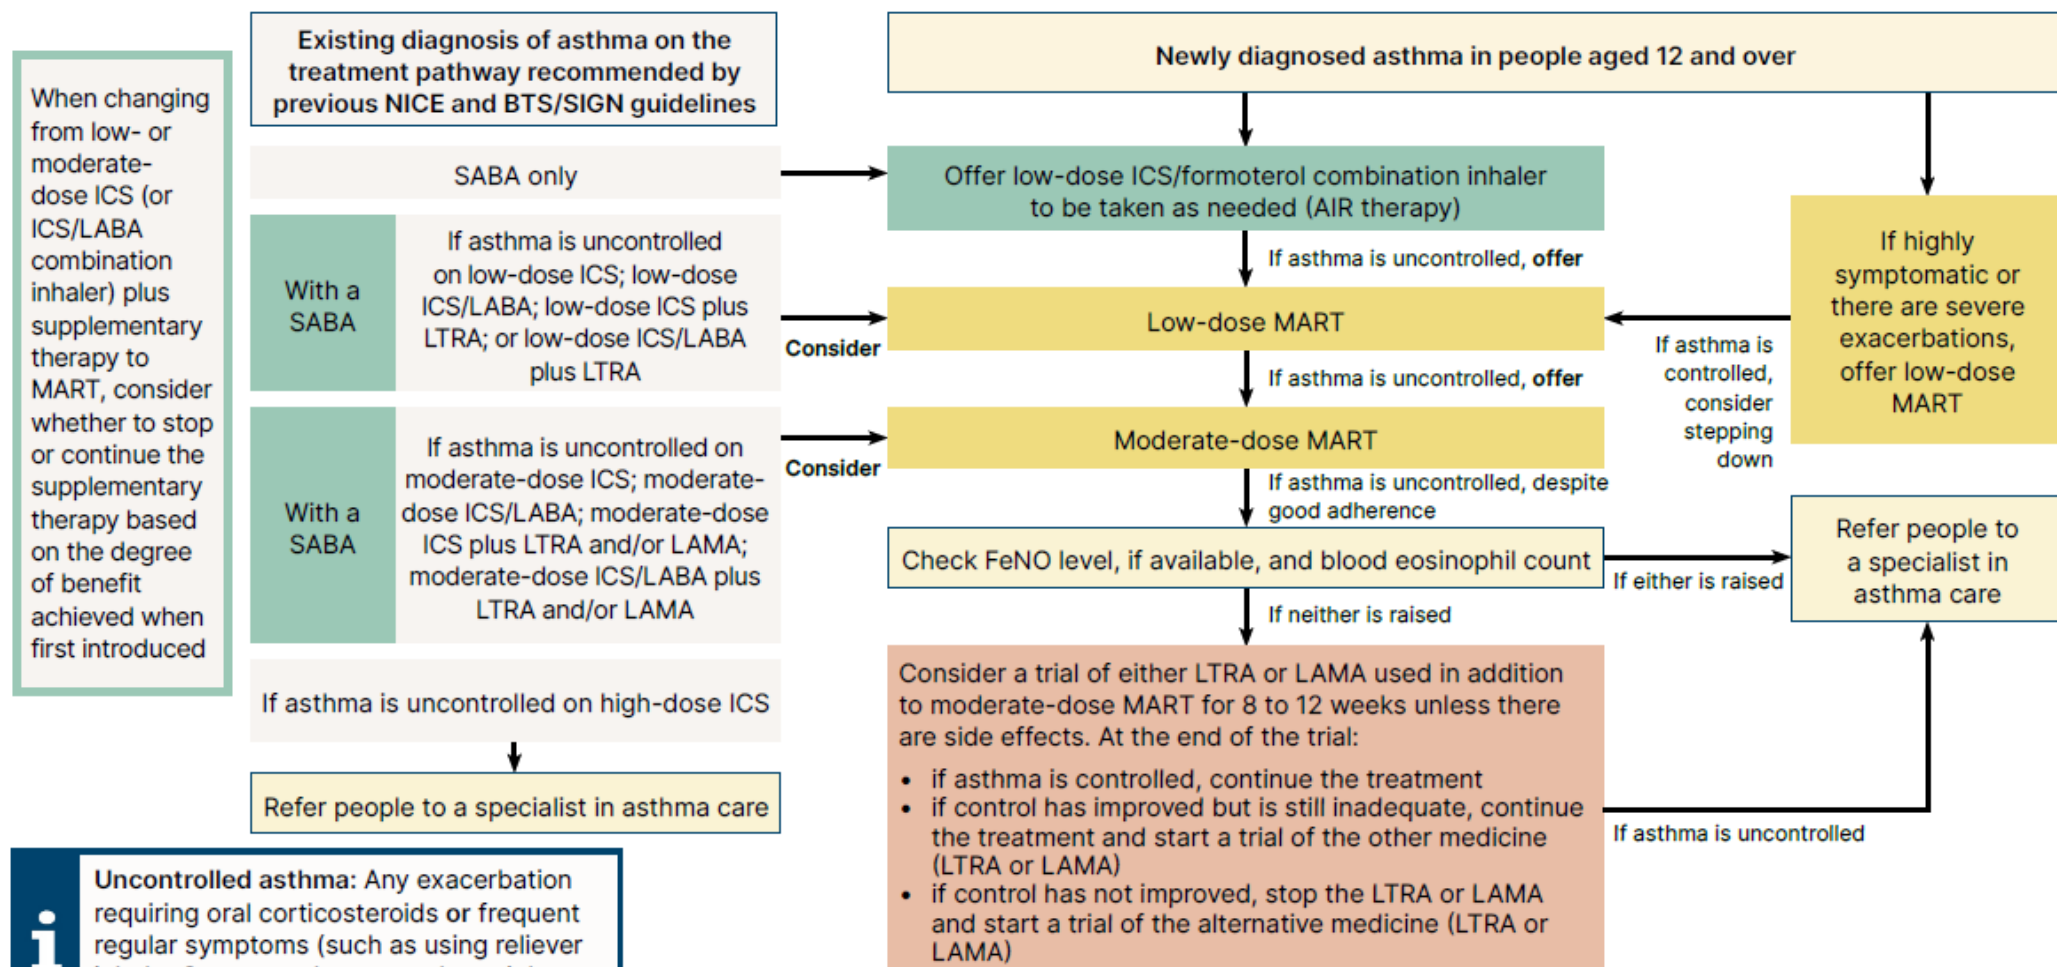 When changing
from low- or
moderate-
dose ICS (or
ICS/LABA
combination
inhaler) plus
supplementary
therapy to
MART, consider
whether to stop
or continue the
supplementary
therapy based
on the degree
of benefit
achieved when
first introduced
Existing diagnosis of asthma on the
treatment pathway recommended by
previous NICE and BTS/SIGN guidelines
SABA only
With a
SABA
If asthma is uncontrolled
on low-dose ICS; low-dose
ICS/LABA; low-dose ICS plus
LTRA; or low-dose ICS/LABA
plus LTRA
Consider
With a
SABA
If asthma is uncontrolled on
moderate-dose ICS; moderate-
dose ICS/LABA; moderate-dose
ICS plus LTRA and/or LAMA;
moderate-dose ICS/LABA plus
LTRA and/or LAMA
Consider
If asthma is uncontrolled on high-dose ICS
Refer people to a specialist in asthma care
Uncontrolled asthma: Any exacerbation
requiring oral corticosteroids or frequent
regular symptoms (such as using reliever
Newly diagnosed asthma in people aged 12 and over
Offer low-dose ICS/formoterol combination inhaler
to be taken as needed (AIR therapy)
If asthma is uncontrolled, offer
Low-dose MART
If asthma is uncontrolled, offer
Moderate-dose MART
If asthma is uncontrolled, despite
good adherence
Check FeNO level, if available, and blood eosinophil count
If neither is raised
Consider a trial of either LTRA or LAMA used in addition
to moderate-dose MART for 8 to 12 weeks unless there
are side effects. At the end of the trial:
• if asthma is controlled, continue the treatment
• if control has improved but is still inadequate, continue
the treatment and start a trial of the other medicine
(LTRA or LAMA)
• if control has not improved, stop the LTRA or LAMA
and start a trial of the alternative medicine (LTRA or
LAMA)
If highly
symptomatic or
there are severe
exacerbations,
offer low-dose
MART
If asthma is
controlled,
consider
stepping
down
If either is raised
Refer people to
a specialist in
asthma care
If asthma is uncontrolled